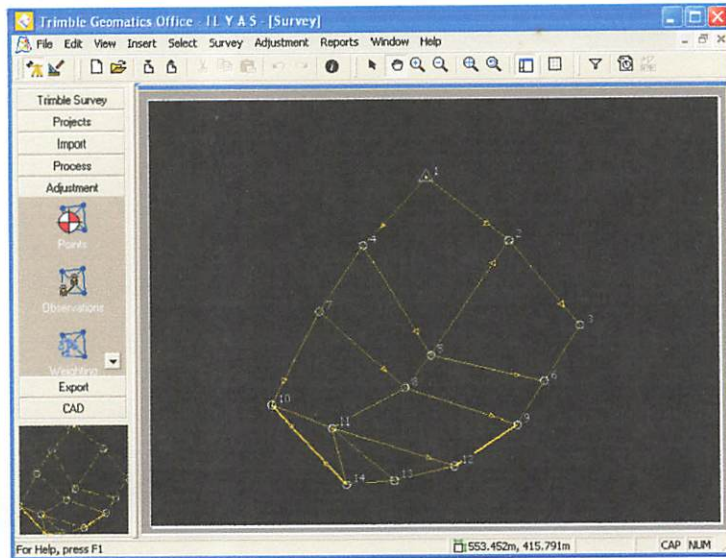 Trimble Geomatics Office - I L Y A S - [Survey]
File Edit View Insert Select Survey Adjustment Reports Window Help
Trimble Survey
Projects
Import
Process
Adjustment
Points
Observations
Weighting
Export
CAD
1
2
4
7
3
5
8
6
10
11
9
12
13
14
For Help, press F1
553.452m, 415.791m
CAP NUM